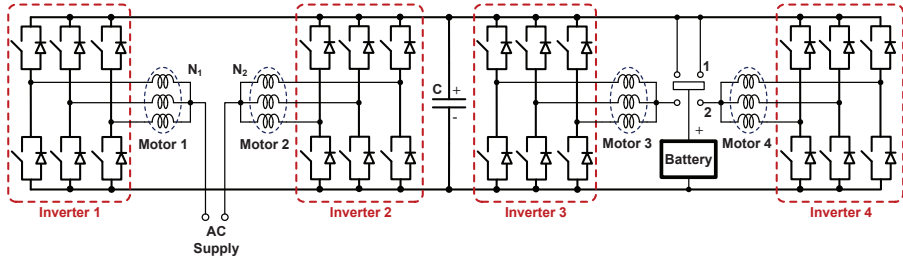 N1
N2
C
+
-
1
2
+
Motor 1
Motor 2
Motor 3
Battery
Motor 4
Inverter 1
AC
Supply
Inverter 2
Inverter 3
Inverter 4